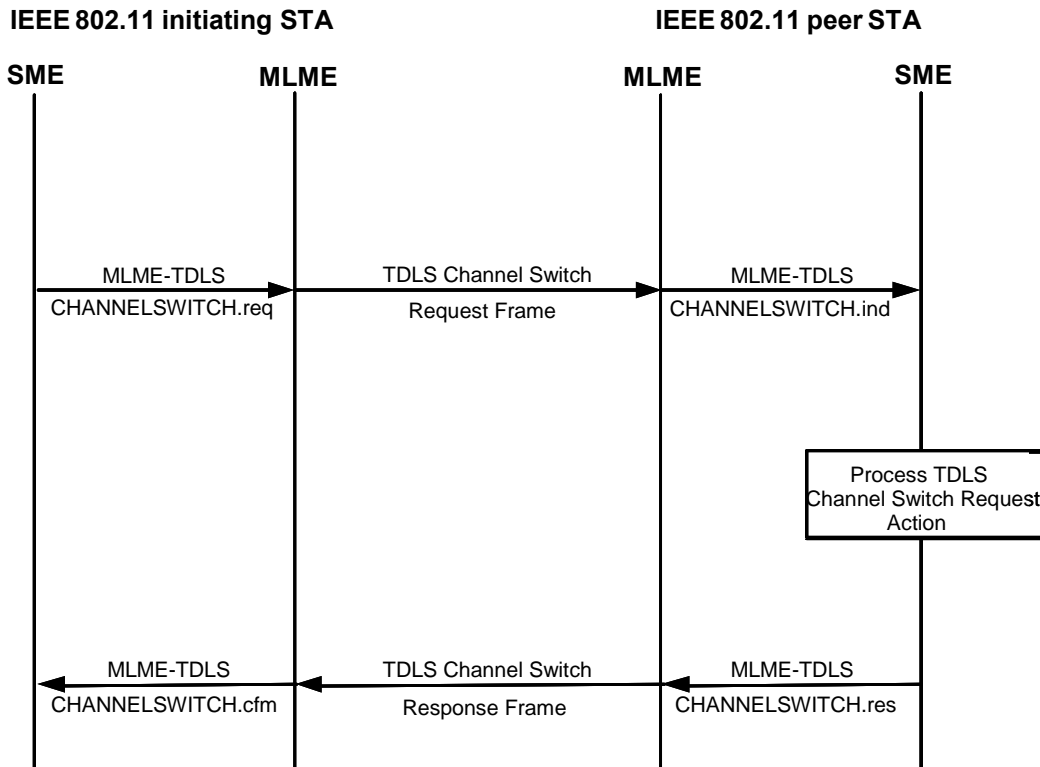 IEEE 802.11 initiating STA
IEEE 802.11 peer STA
SME
MLME
MLME
SME
MLME-TDLS
CHANNELSWITCH.req
TDLS Channel Switch
Request Frame
MLME-TDLS
CHANNELSWITCH.ind
Process TDLS
Channel Switch Request
Action
MLME-TDLS
CHANNELSWITCH.cfm
TDLS Channel Switch
Response Frame
MLME-TDLS
CHANNELSWITCH.res